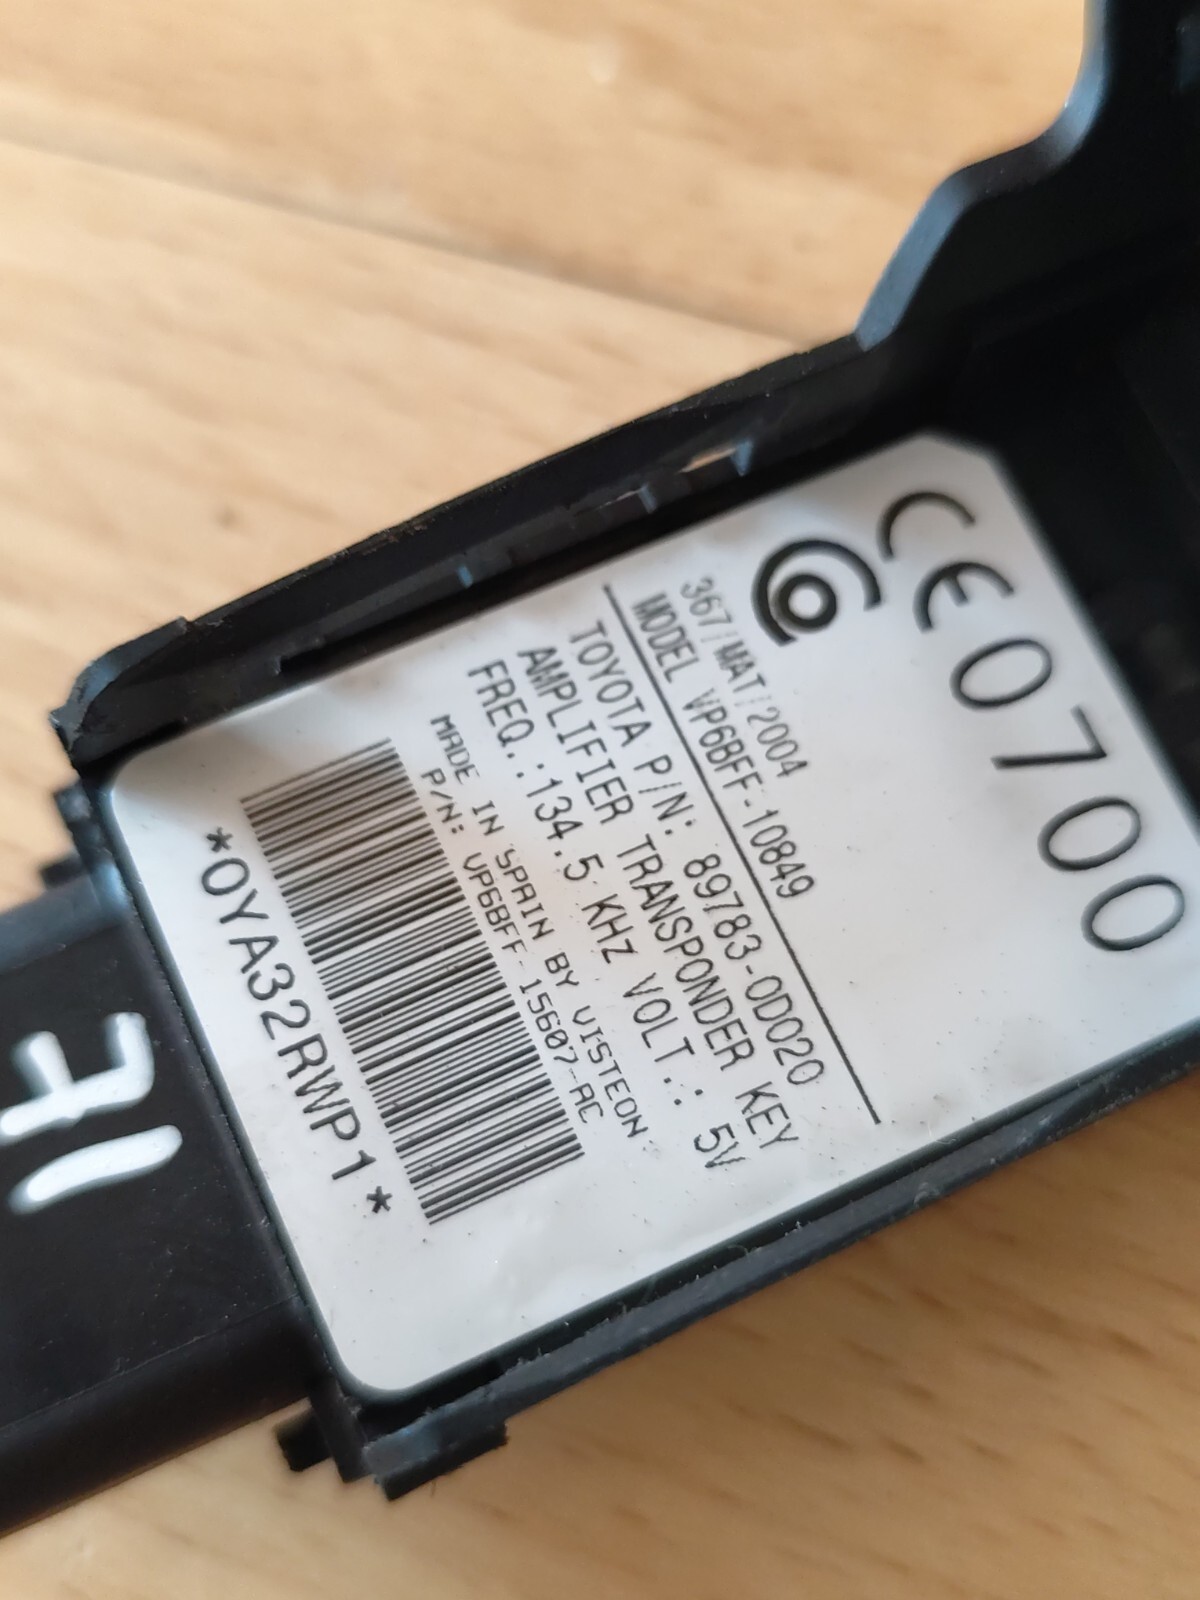 CE0700
367/MAT/2004
MODEL VP6BFF-10849
TOYOTA P/N: 89783-0D020
AMPLIFIER TRANSPONDER KEY
FREQ.:134.5 KHZ VOLT.: 5V
MADE IN SPAIN BY VISTEON
P/N: VP6BFF-15607-AC
*0YA32RWP1*